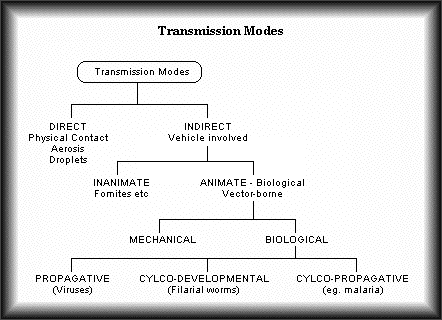 Transmission Modes
Transmission Modes
DIRECT
Physical Contact
Aerosis
Droplets
INDIRECT
Vehicle involved
INANIMATE
Fomites etc
ANIMATE - Biological
Vector-borne
MECHANICAL
BIOLOGICAL
PROPAGATIVE
(Viruses)
CYLCO-DEVELOPMENTAL
(Filarial worms)
CYLCO-PROPAGATIVE
(eg. malaria)